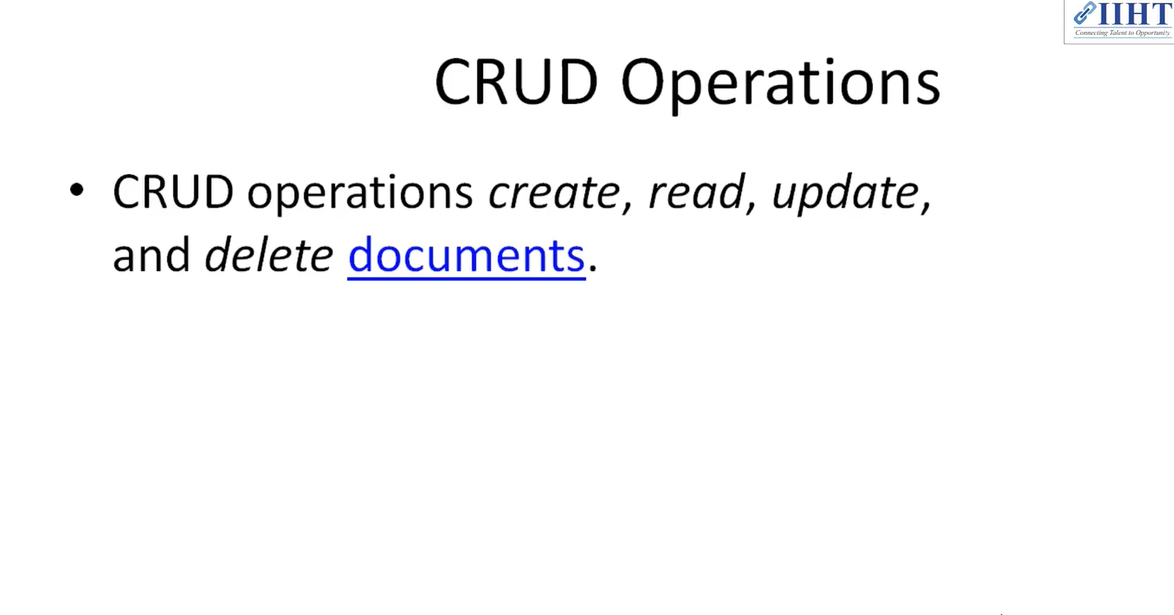 IIHT
Connecting Talent to Opportunity
CRUD Operations
• CRUD operations create, read, update,
and delete documents.